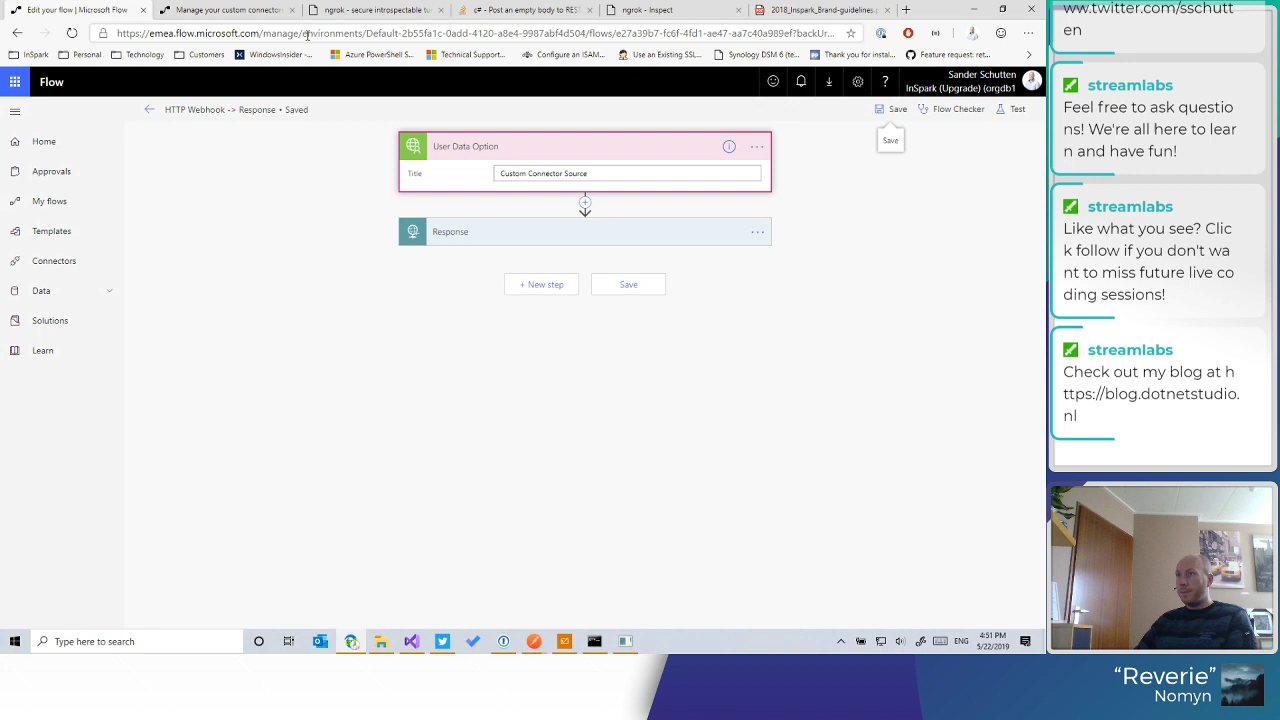 Edit your flow | Microsoft Flow
Manage your custom connectors
ngrok - secure introspectable tu
c# - Post an empty body to REST
ngrok - Inspect
2018_Inspark_Brand-guidelines.p
https://emea.flow.microsoft.com/manage/environments/Default-2b55fa1c-0add-4120-a8e4-9987abf4d504/flows/e27a39b7-fc6f-4fd1-ae47-aa7c40a989ef?backUr...
InSpark
Personal
Technology
Customers
WindowsInsider -...
Azure PowerShell S...
Technical Support...
Configure an iSAM...
Use an Existing SSL...
Synology DSM 6 (te...
Thank you for instal...
Feature request: ret...
Flow
Sander Schutten
InSpark (Upgrade) (orgdb1
HTTP Webhook -> Response • Saved
Save
Flow Checker
Test
Save
Home
Approvals
My flows
Templates
Connectors
Data
Solutions
Learn
User Data Option
Title
Custom Connector Source
Response
+ New step
Save
Type here to search
ENG
4:51 PM
5/22/2019
ww.twitter.com/sschutt
en
streamlabs
Feel free to ask questio
ns! We're all here to lear
n and have fun!
streamlabs
Like what you see? Clic
k follow if you don't wa
nt to miss future live co
ding sessions!
streamlabs
Check out my blog at h
ttps://blog.dotnetstudio.
nl
“Reverie”
Nomyn